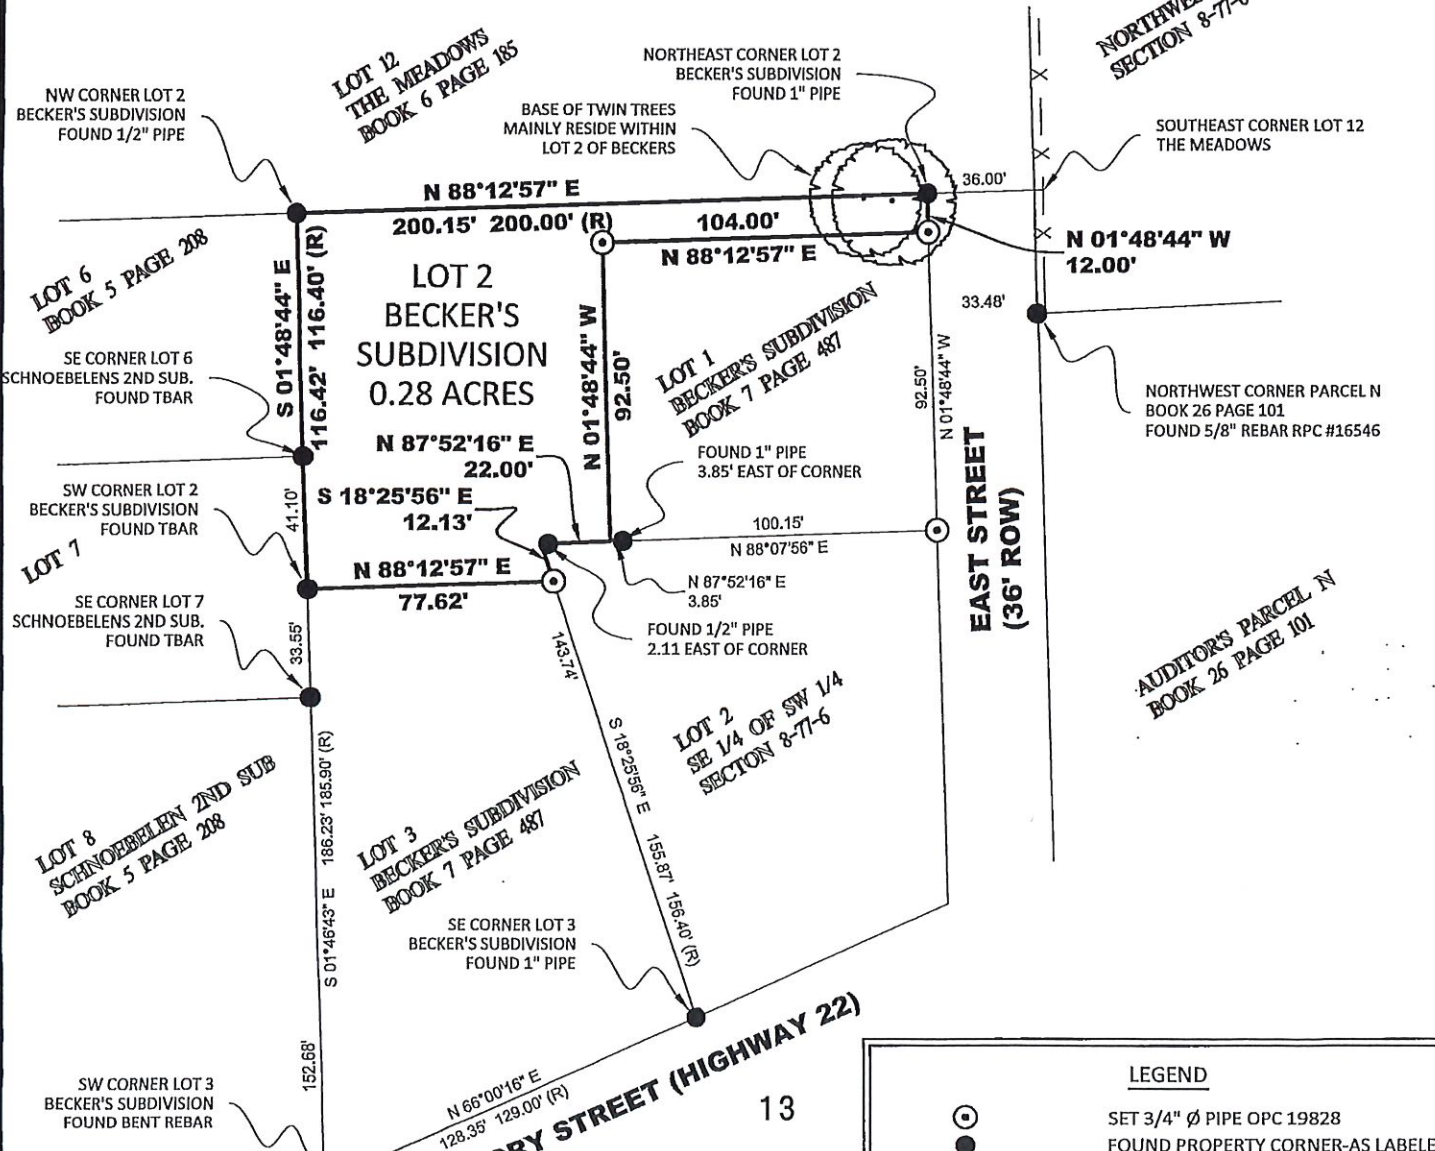 NORTHWE
SECTION 8-77-6
LOT 12
THE MEADOWS
BOOK 6 PAGE 185
NORTHEAST CORNER LOT 2
BECKER'S SUBDIVISION
FOUND 1" PIPE
NW CORNER LOT 2
BECKER'S SUBDIVISION
FOUND 1/2" PIPE
BASE OF TWIN TREES
MAINLY RESIDE WITHIN
LOT 2 OF BECKERS
SOUTHEAST CORNER LOT 12
THE MEADOWS
36.00'
N 88°12'57" E
200.15' 200.00' (R)
104.00'
N 88°12'57" E
N 01°48'44" W
12.00'
LOT 6
BOOK 5 PAGE 208
S 01°48'44" E
116.42' 116.40' (R)
LOT 2
BECKER'S
SUBDIVISION
0.28 ACRES
N 01°48'44" W
92.50'
LOT 1
BECKER'S SUBDIVISION
BOOK 7 PAGE 487
33.48'
92.50'
N 01°48'44" W
SE CORNER LOT 6
SCHNOEBELENS 2ND SUB.
FOUND TBAR
NORTHWEST CORNER PARCEL N
BOOK 26 PAGE 101
FOUND 5/8" REBAR RPC #16546
N 87°52'16" E
22.00'
FOUND 1" PIPE
3.85' EAST OF CORNER
S 18°25'56" E
12.13'
SW CORNER LOT 2
BECKER'S SUBDIVISION
FOUND TBAR
41.10'
100.15'
N 88°07'56" E
EAST STREET
(36' ROW)
LOT 7
N 88°12'57" E
77.62'
N 87°52'16" E
3.85'
SE CORNER LOT 7
SCHNOEBELENS 2ND SUB.
FOUND TBAR
33.55'
FOUND 1/2" PIPE
2.11 EAST OF CORNER
143.74'
S 18°25'56" E
155.87' 156.40' (R)
AUDITOR'S PARCEL N
BOOK 26 PAGE 101
LOT 2
SE 1/4 OF SW 1/4
SECTON 8-77-6
LOT 8
SCHNOEBELEN 2ND SUB
BOOK 5 PAGE 208
186.23' 185.90' (R)
S 01°46'43" E
LOT 3
BECKER'S SUBDIVISION
BOOK 7 PAGE 487
SE CORNER LOT 3
BECKER'S SUBDIVISION
FOUND 1" PIPE
152.68'
SW CORNER LOT 3
BECKER'S SUBDIVISION
FOUND BENT REBAR
N 66°00'16" E
128.35' 129.00' (R)
ORY STREET (HIGHWAY 22)
13
LEGEND
SET 3/4" Ø PIPE OPC 19828
FOUND PROPERTY CORNER-AS LABELE